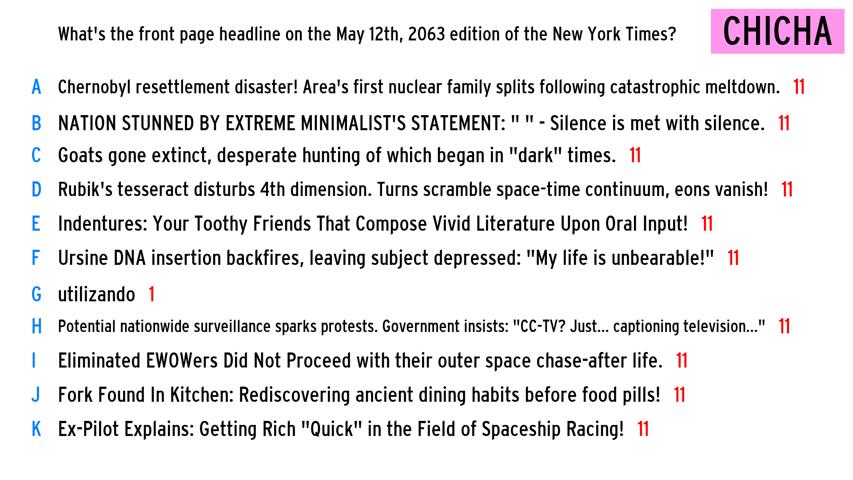 What's the front page headline on the May 12th, 2063 edition of the New York Times? CHICHA
A Chernobyl resettlement disaster! Area's first nuclear family splits following catastrophic meltdown. 11
B NATION STUNNED BY EXTREME MINIMALIST'S STATEMENT: " " - Silence is met with silence. 11
C Goats gone extinct, desperate hunting of which began in "dark" times. 11
D Rubik's tesseract disturbs 4th dimension. Turns scramble space-time continuum, eons vanish! 11
E Indentures: Your Toothy Friends That Compose Vivid Literature Upon Oral Input! 11
F Ursine DNA insertion backfires, leaving subject depressed: "My life is unbearable!" 11
G utilizando 1
H Potential nationwide surveillance sparks protests. Government insists: "CC-TV? Just... captioning television..." 11
I Eliminated EWOWers Did Not Proceed with their outer space chase-after life. 11
J Fork Found In Kitchen: Rediscovering ancient dining habits before food pills! 11
K Ex-Pilot Explains: Getting Rich "Quick" in the Field of Spaceship Racing! 11